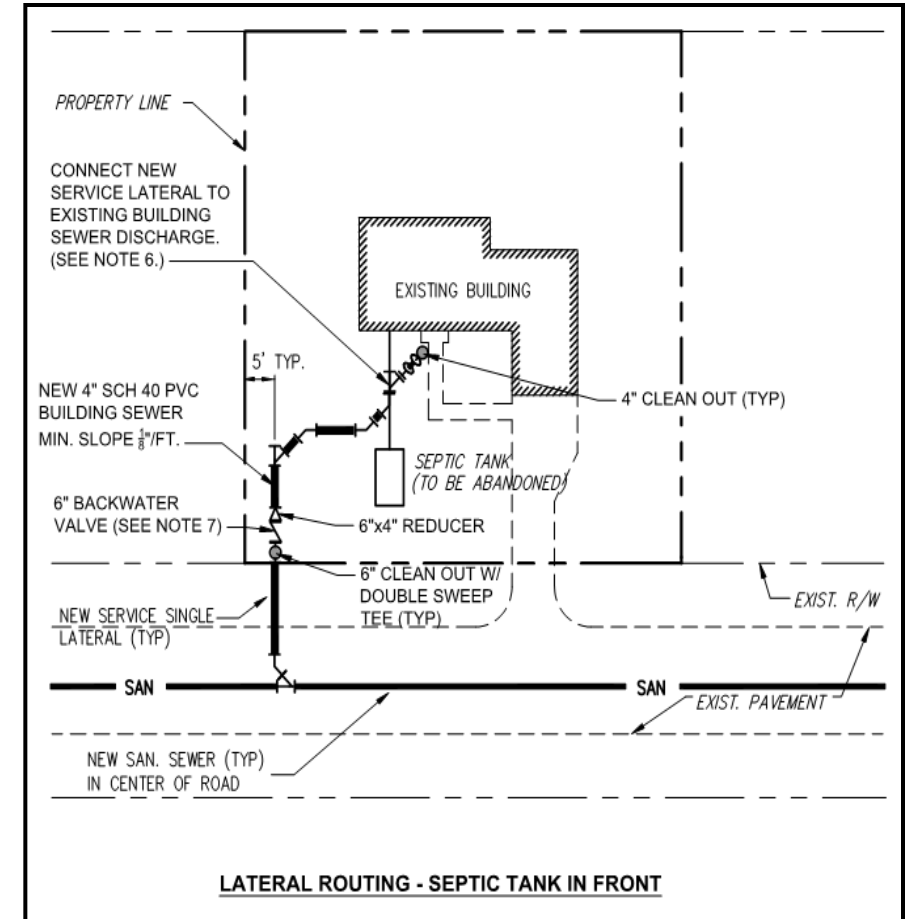 PROPERTY LINE
CONNECT NEW
SERVICE LATERAL TO
EXISTING BUILDING
SEWER DISCHARGE.
(SEE NOTE 6.)
EXISTING BUILDING
5' TYP.
NEW 4" SCH 40 PVC
BUILDING SEWER
MIN. SLOPE 1/8"/FT.
4" CLEAN OUT (TYP)
SEPTIC TANK
(TO BE ABANDONED)
6" BACKWATER
VALVE (SEE NOTE 7)
6"x4" REDUCER
6" CLEAN OUT W/
DOUBLE SWEEP
TEE (TYP)
EXIST. R/W
NEW SERVICE SINGLE
LATERAL (TYP)
SAN
SAN
EXIST. PAVEMENT
NEW SAN. SEWER (TYP)
IN CENTER OF ROAD
LATERAL ROUTING - SEPTIC TANK IN FRONT